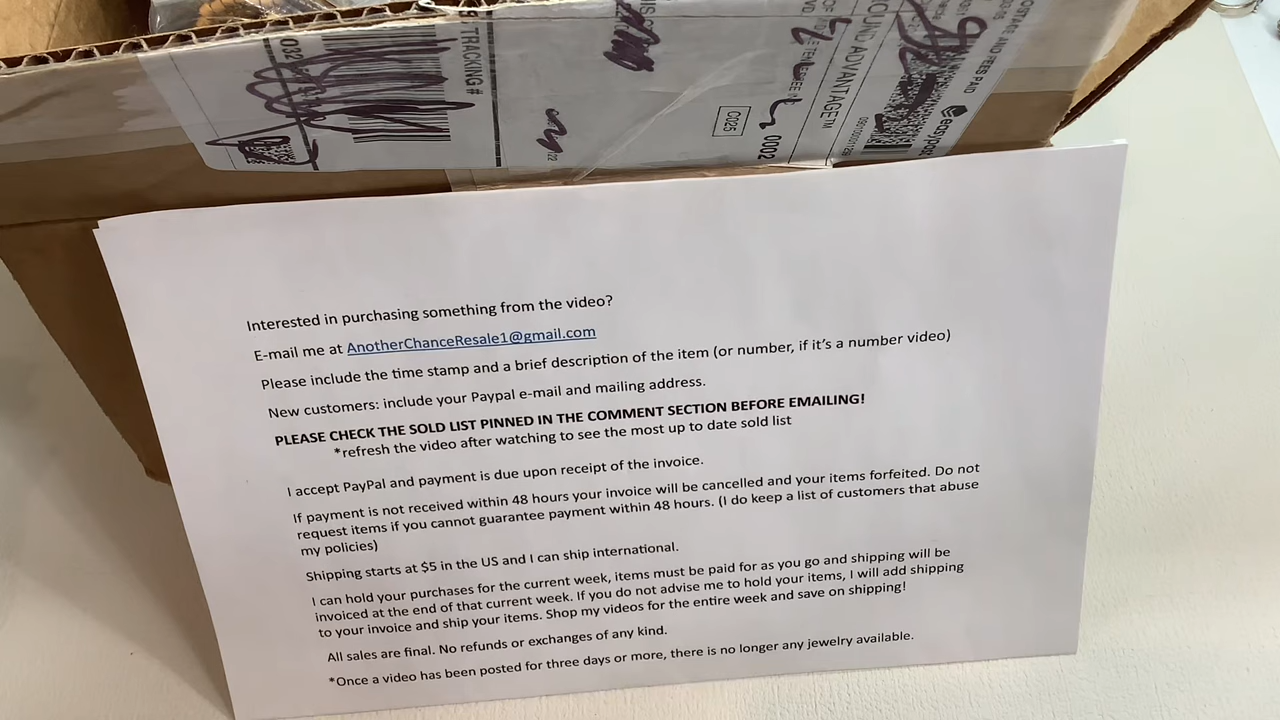 TRACKING #
C025
0002
OUND ADVANTAGE™
easypos
Interested in purchasing something from the video?
E-mail me at AnotherChanceResale1@gmail.com
Please include the time stamp and a brief description of the item (or number, if it's a number video)
New customers: include your Paypal e-mail and mailing address.
PLEASE CHECK THE SOLD LIST PINNED IN THE COMMENT SECTION BEFORE EMAILING!
*refresh the video after watching to see the most up to date sold list
I accept PayPal and payment is due upon receipt of the invoice.
If payment is not received within 48 hours your invoice will be cancelled and your items forfeited. Do not
request items if you cannot guarantee payment within 48 hours. (I do keep a list of customers that abuse
my policies)
Shipping starts at $5 in the US and I can ship international.
I can hold your purchases for the current week, items must be paid for as you go and shipping will be
invoiced at the end of that current week. If you do not advise me to hold your items, I will add shipping
to your invoice and ship your items. Shop my videos for the entire week and save on shipping!
All sales are final. No refunds or exchanges of any kind.
*Once a video has been posted for three days or more, there is no longer any jewelry available.